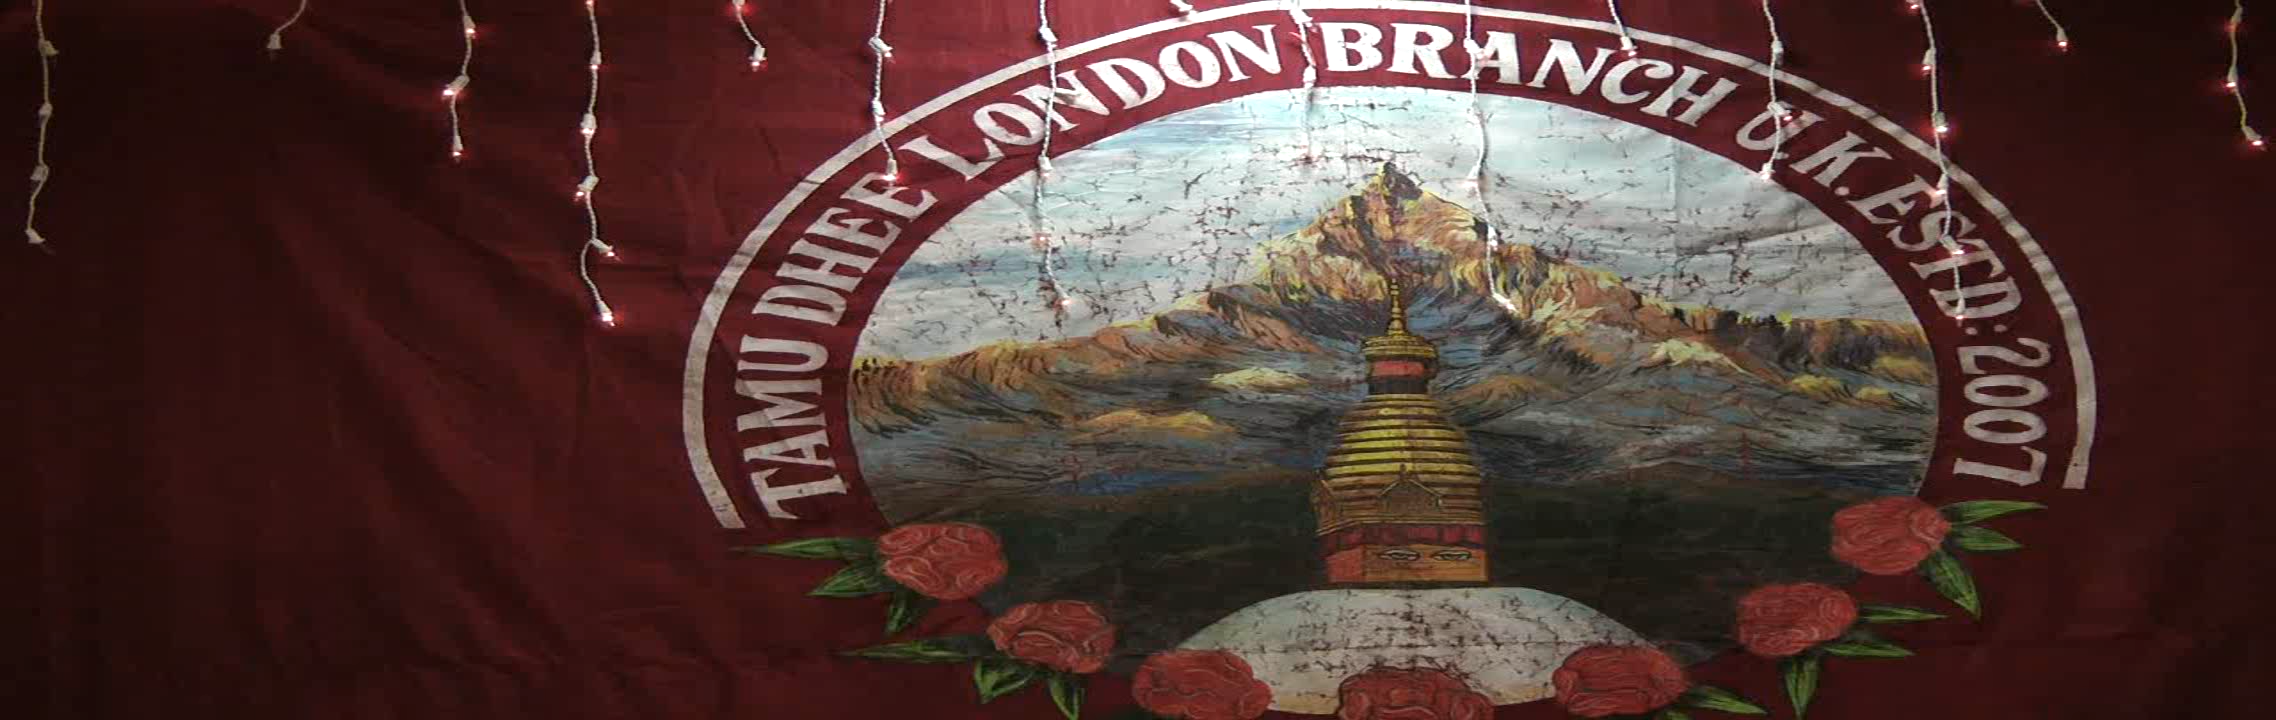 TAMU DHEE LONDON BRANCH U.K. ESTD: 2007